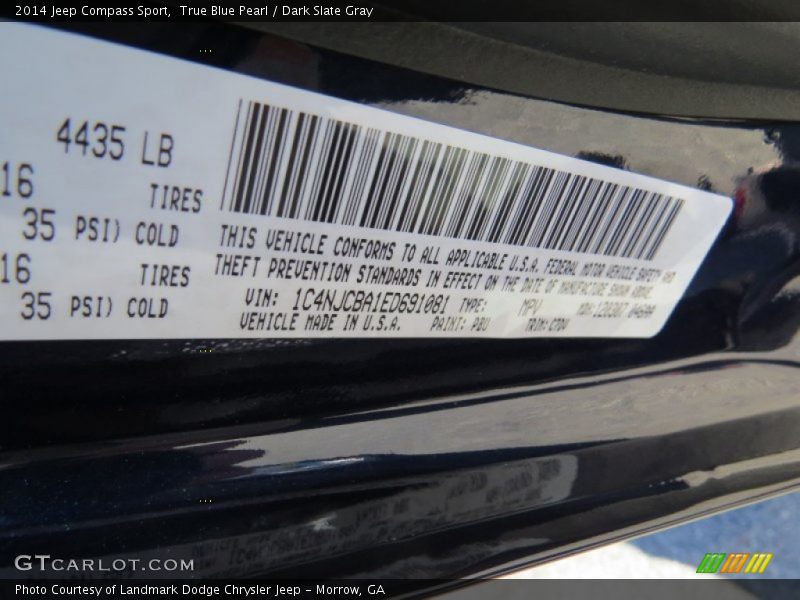 2014 Jeep Compass Sport, True Blue Pearl / Dark Slate Gray
4435 LB
16 TIRES
35 PSI) COLD
16 TIRES
35 PSI) COLD
THIS VEHICLE CONFORMS TO ALL APPLICABLE U.S.A. FEDERAL MOTOR VEHICLE SAFETY AND
THEFT PREVENTION STANDARDS IN EFFECT ON THE DATE OF MANUFACTURE SHOWN ABOVE.
VIN: 1C4NJCBA1ED691081 TYPE: MPV
VEHICLE MADE IN U.S.A. PAINT: PBU TRIM:
GTCARLOT.COM
Photo Courtesy of Landmark Dodge Chrysler Jeep – Morrow, GA